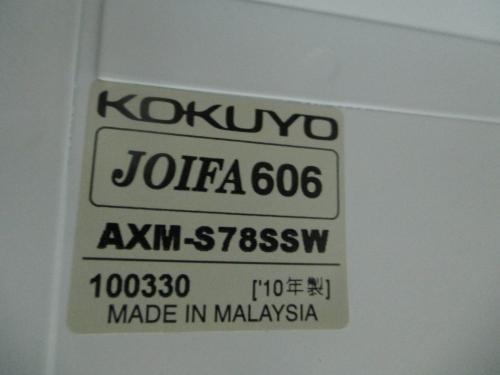 KOKUYO
JOIFA 606
AXM-S78SSW
100330 ['10年製]
MADE IN MALAYSIA